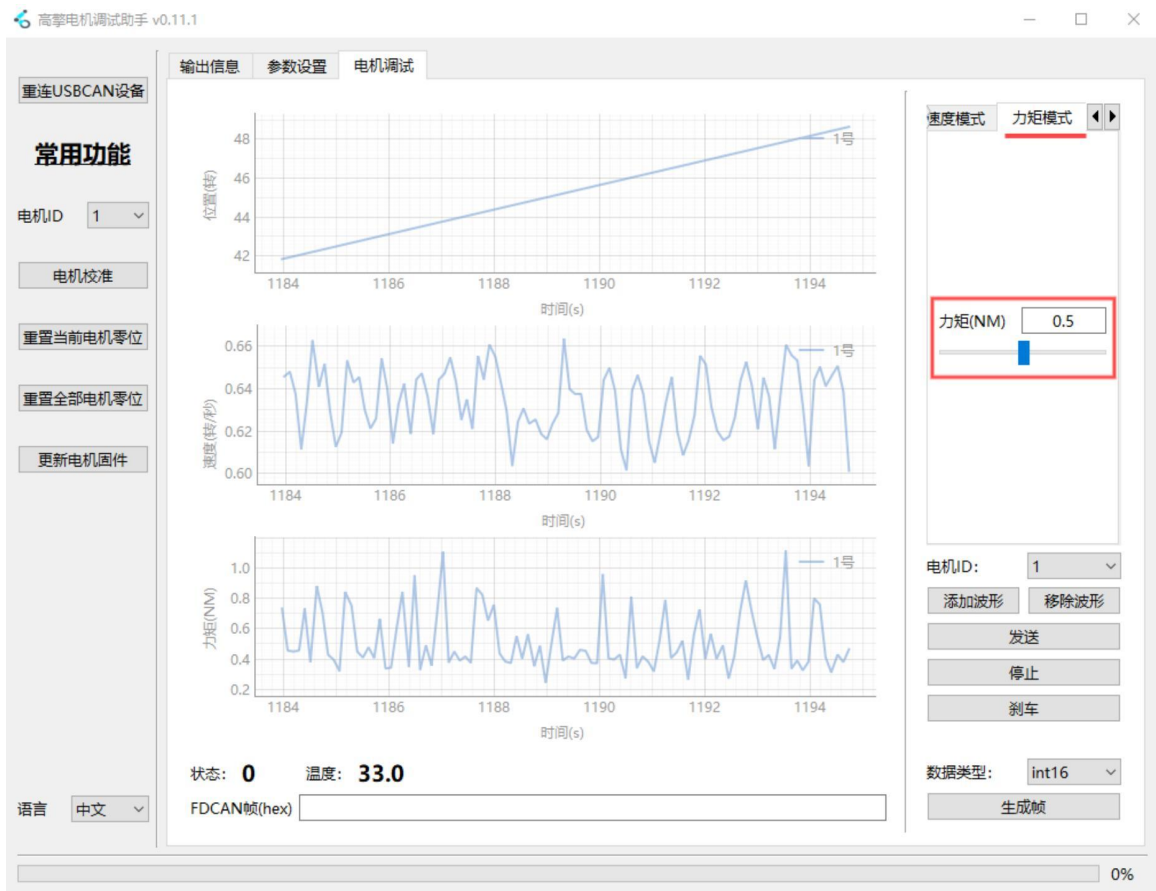 高擎电机调试助手 v0.11.1
重连USBCAN设备
常用功能
电机ID 1
电机校准
重置当前电机零位
重置全部电机零位
更新电机固件
语言 中文
输出信息 参数设置 电机调试
位置(转)
48
46
44
42
1号
1184 1186 1188 1190 1192 1194
时间(s)
速度(转/秒)
0.66
0.64
0.62
0.60
1号
1184 1186 1188 1190 1192 1194
时间(s)
力矩(NM)
1.0
0.8
0.6
0.4
0.2
1号
1184 1186 1188 1190 1192 1194
时间(s)
状态: 0 温度: 33.0
FDCAN帧(hex)
速度模式 力矩模式
力矩(NM) 0.5
电机ID: 1
添加波形 移除波形
发送
停止
刹车
数据类型: int16
生成帧
0%